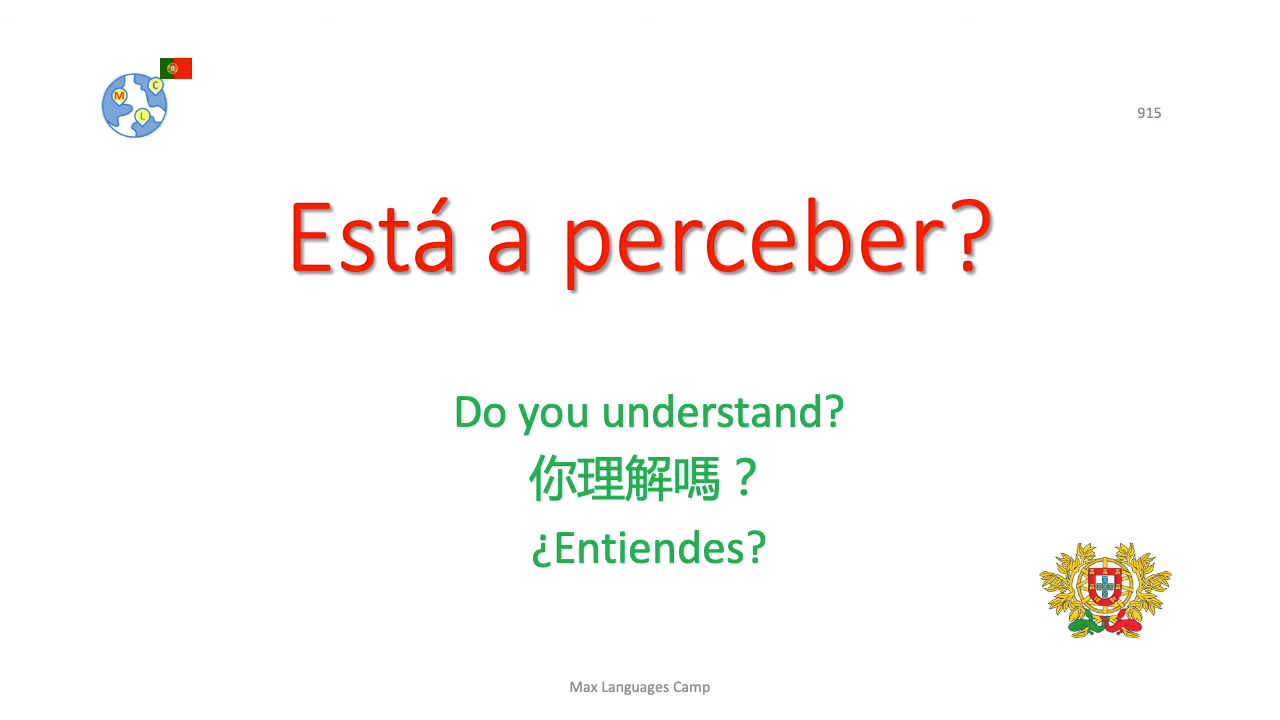 M C L
915
Está a perceber?
Do you understand?
你理解嗎？
¿Entiendes?
Max Languages Camp